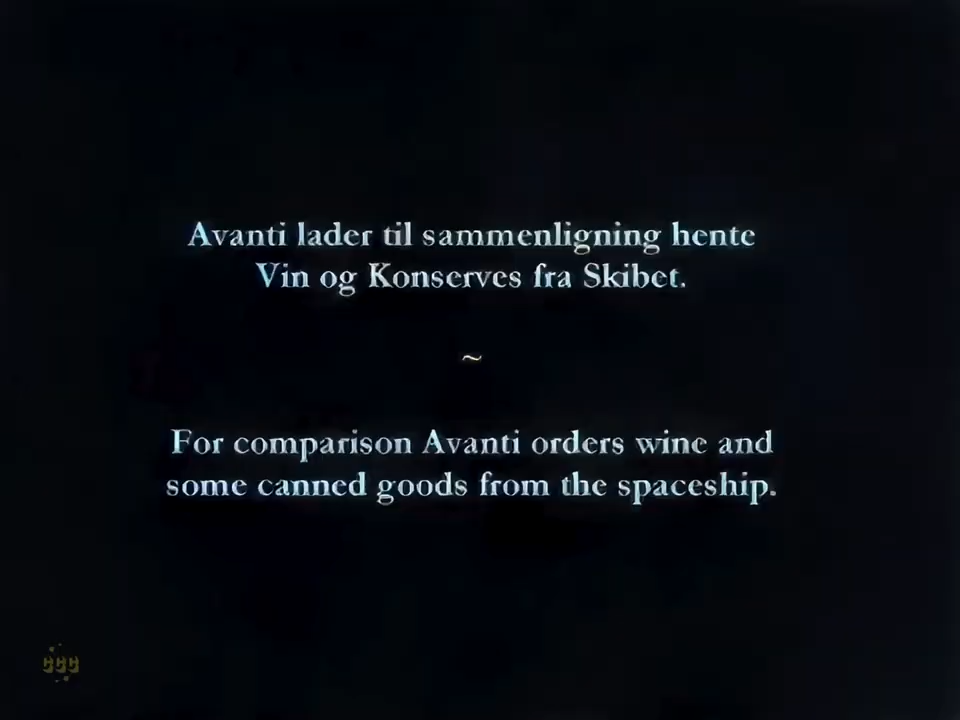 Avanti lader til sammenligning hente
Vin og Konserves fra Skibet.
~
For comparison Avanti orders wine and
some canned goods from the spaceship.
CCC